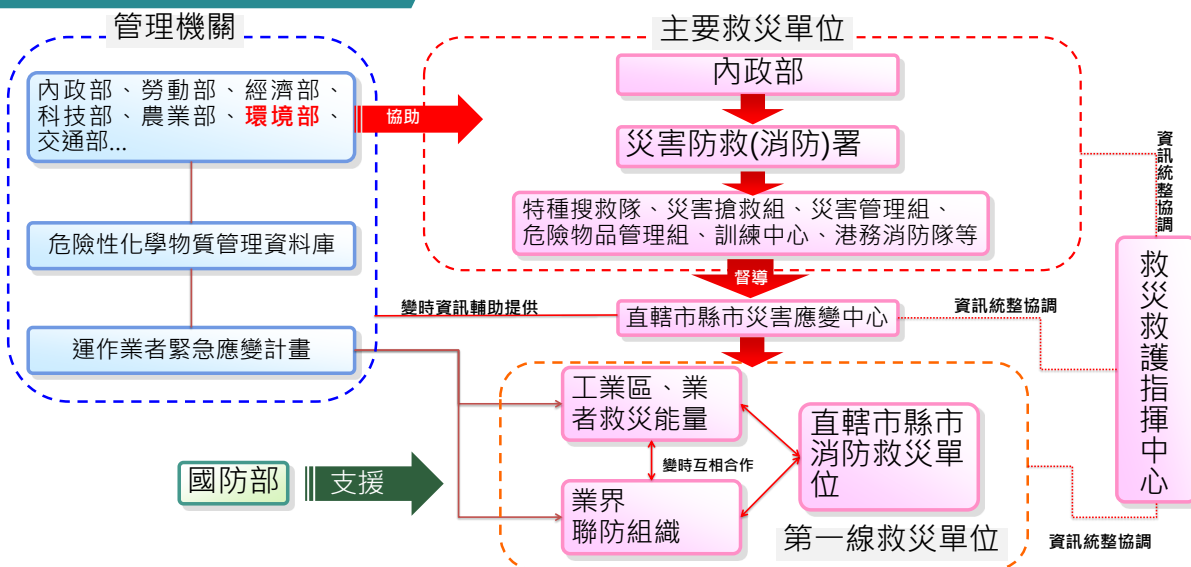 管理機關
內政部、勞動部、經濟部、
科技部、農業部、環境部、
交通部...
危險性化學物質管理資料庫
運作業者緊急應變計畫
協助
主要救災單位
內政部
災害防救(消防)署
特種搜救隊、災害搶救組、災害管理組、
危險物品管理組、訓練中心、港務消防隊等
督導
變時資訊輔助提供
直轄市縣市災害應變中心
資訊統整協調
資訊統整協調
救災救護指揮中心
工業區、業
者救災能量
變時互相合作
業界
聯防組織
直轄市縣市
消防救災單
位
第一線救災單位
資訊統整協調
國防部
支援